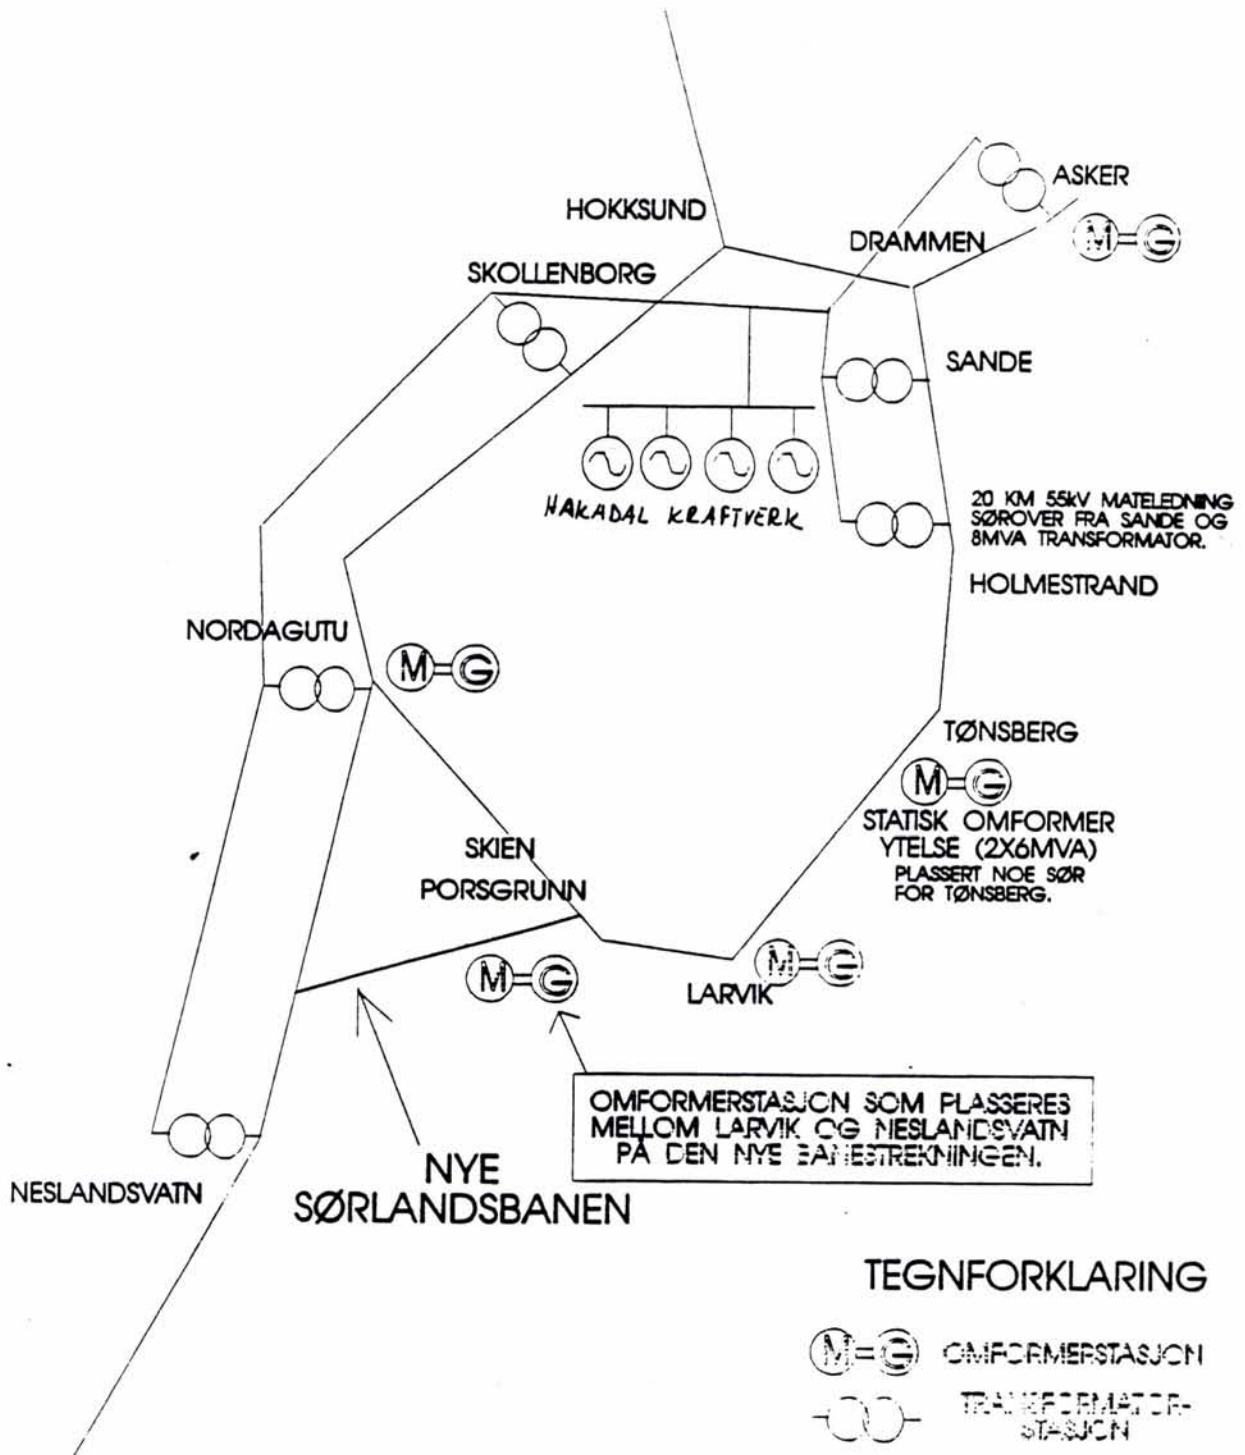 ASKER
HOKKSUND
DRAMMEN
M=G
SKOLLENBORG
SANDE
HAKADAL KRAFTVERK
20 KM 55kV MATELEDNING
SØROVER FRA SANDE OG
8MVA TRANSFORMATOR.
HOLMESTRAND
NORDAGUTU
M=G
TØNSBERG
M=G
STATISK OMFORMER
YTELSE (2X6MVA)
PLASSERT NOE SØR
FOR TØNSBERG.
SKIEN
PORSGRUNN
M=G
M=G
LARVIK
OMFORMERSTASJON SOM PLASSERES
MELLOM LARVIK OG NESLANDSVATN
PÅ DEN NYE BANESTREKNINGEN.
NESLANDSVATN
NYE
SØRLANDSBANEN
TEGNFORKLARING
M=G OMFORMERSTASJON
TRANSFORMATOR-
STASJON